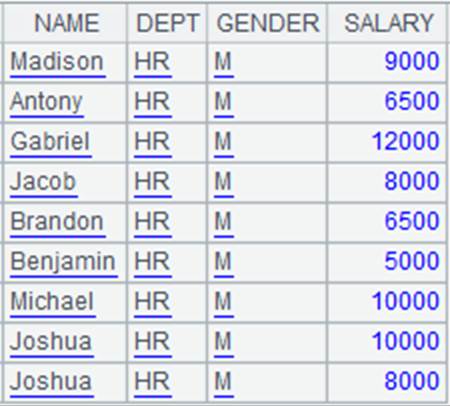 NAME DEPT GENDER SALARY
Madison HR M 9000
Antony HR M 6500
Gabriel HR M 12000
Jacob HR M 8000
Brandon HR M 6500
Benjamin HR M 5000
Michael HR M 10000
Joshua HR M 10000
Joshua HR M 8000